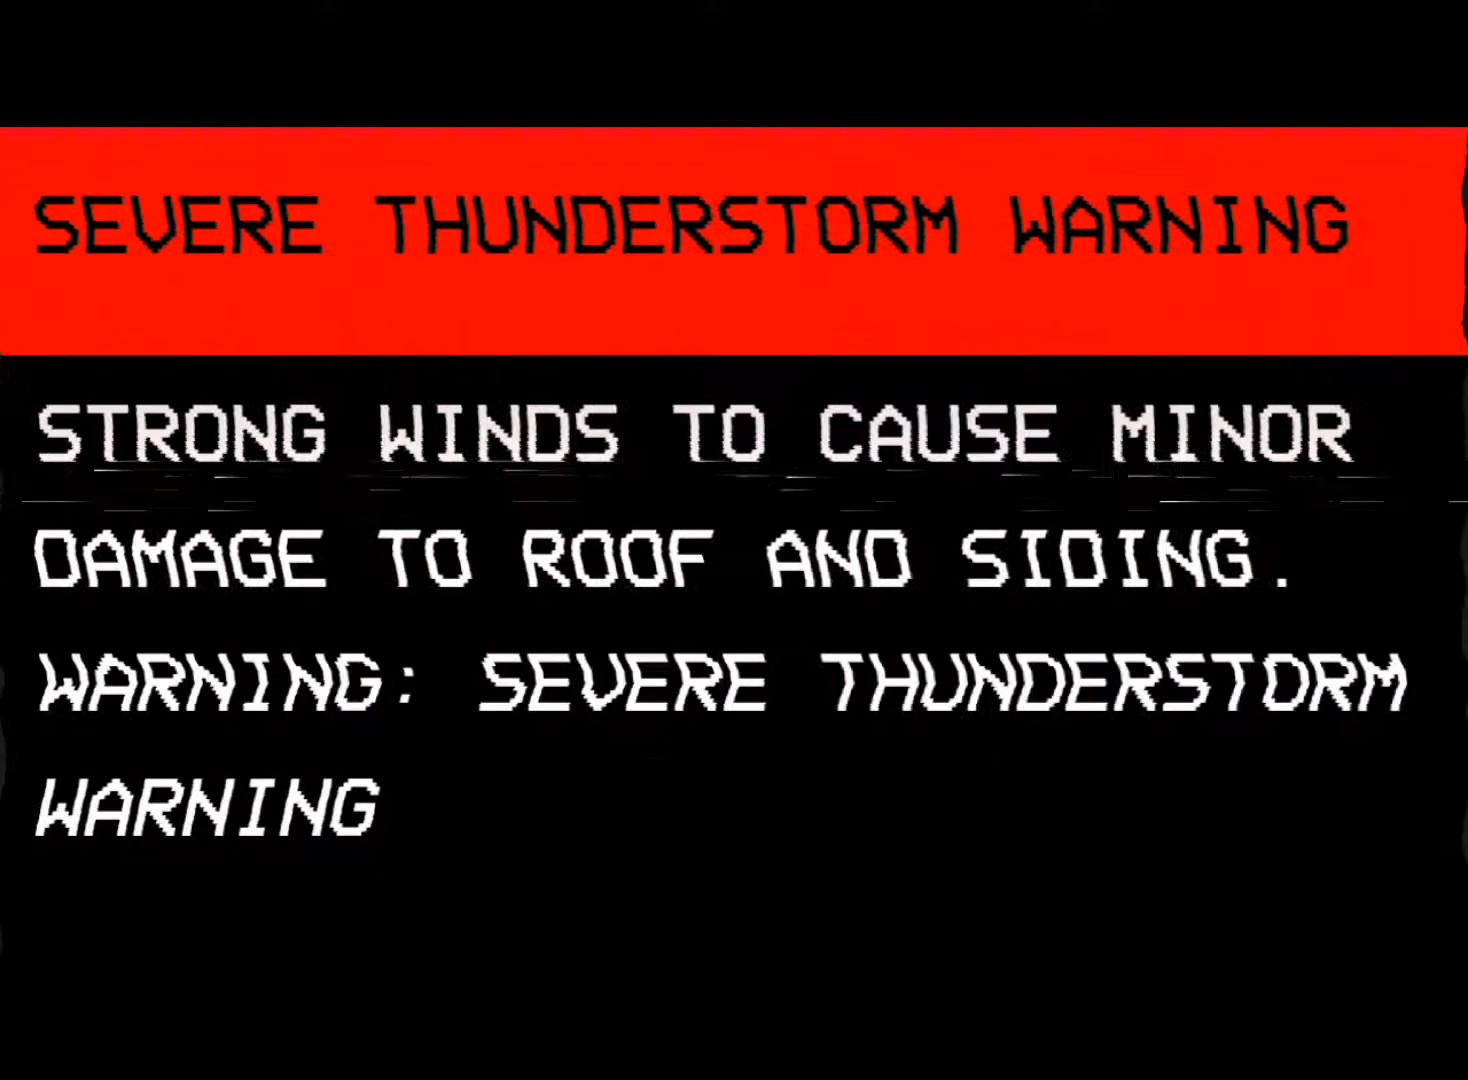 SEVERE THUNDERSTORM WARNING
STRONG WINDS TO CAUSE MINOR
DAMAGE TO ROOF AND SIDING.
WARNING: SEVERE THUNDERSTORM
WARNING